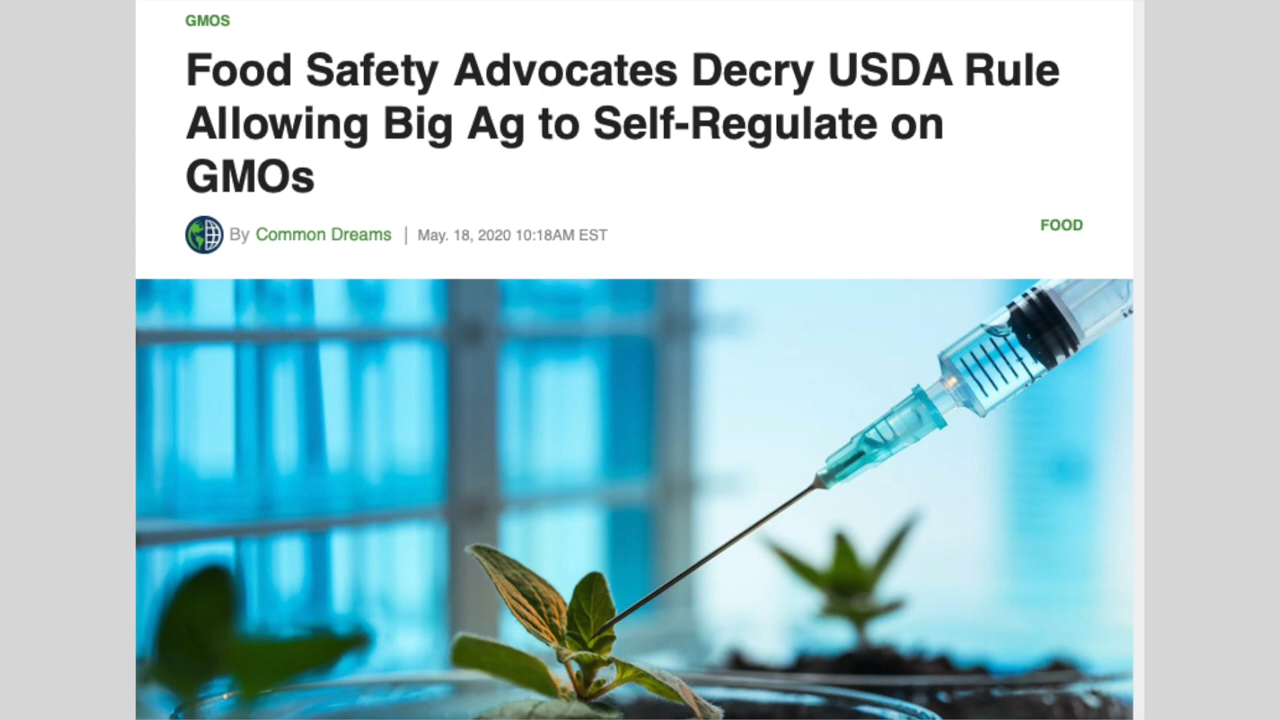 GMOS
Food Safety Advocates Decry USDA Rule
Allowing Big Ag to Self-Regulate on
GMOs
By Common Dreams | May. 18, 2020 10:18AM EST
FOOD